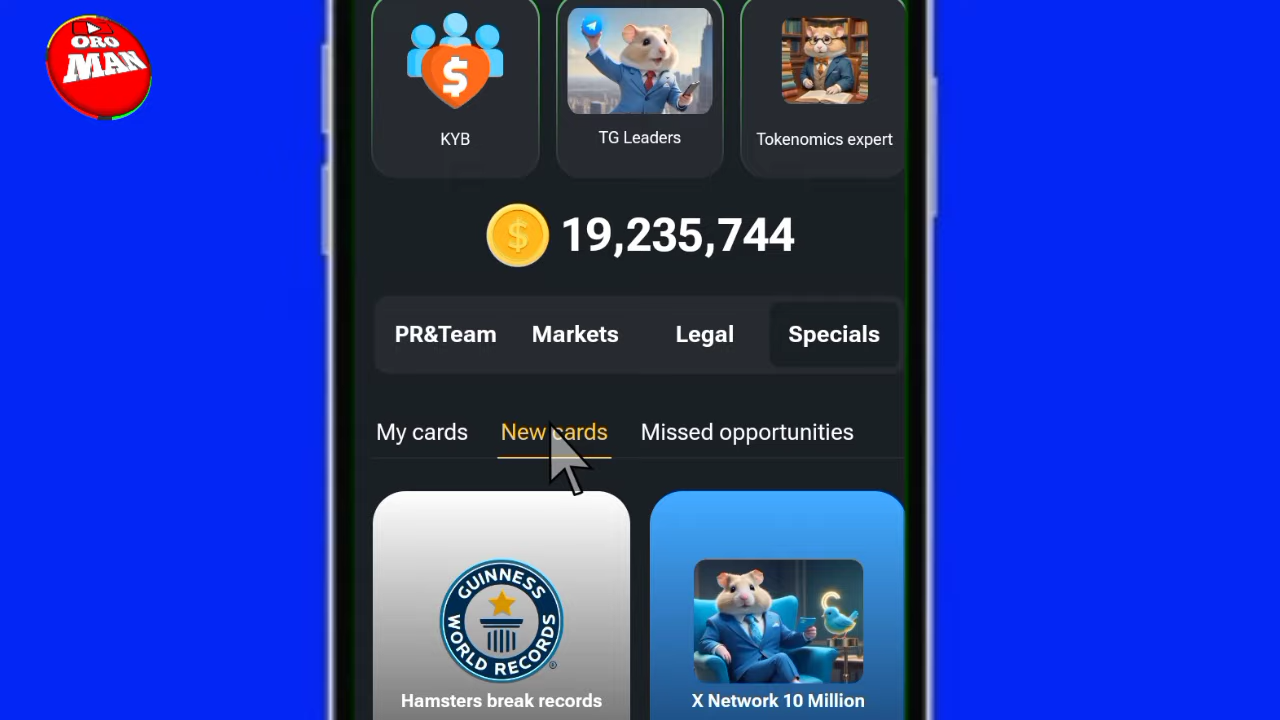 ORO
MAN
KYB
TG Leaders
Tokenomics expert
$ 19,235,744
PR&Team Markets Legal Specials
My cards New cards Missed opportunities
GUINNESS
WORLD RECORDS
Hamsters break records
X Network 10 Million